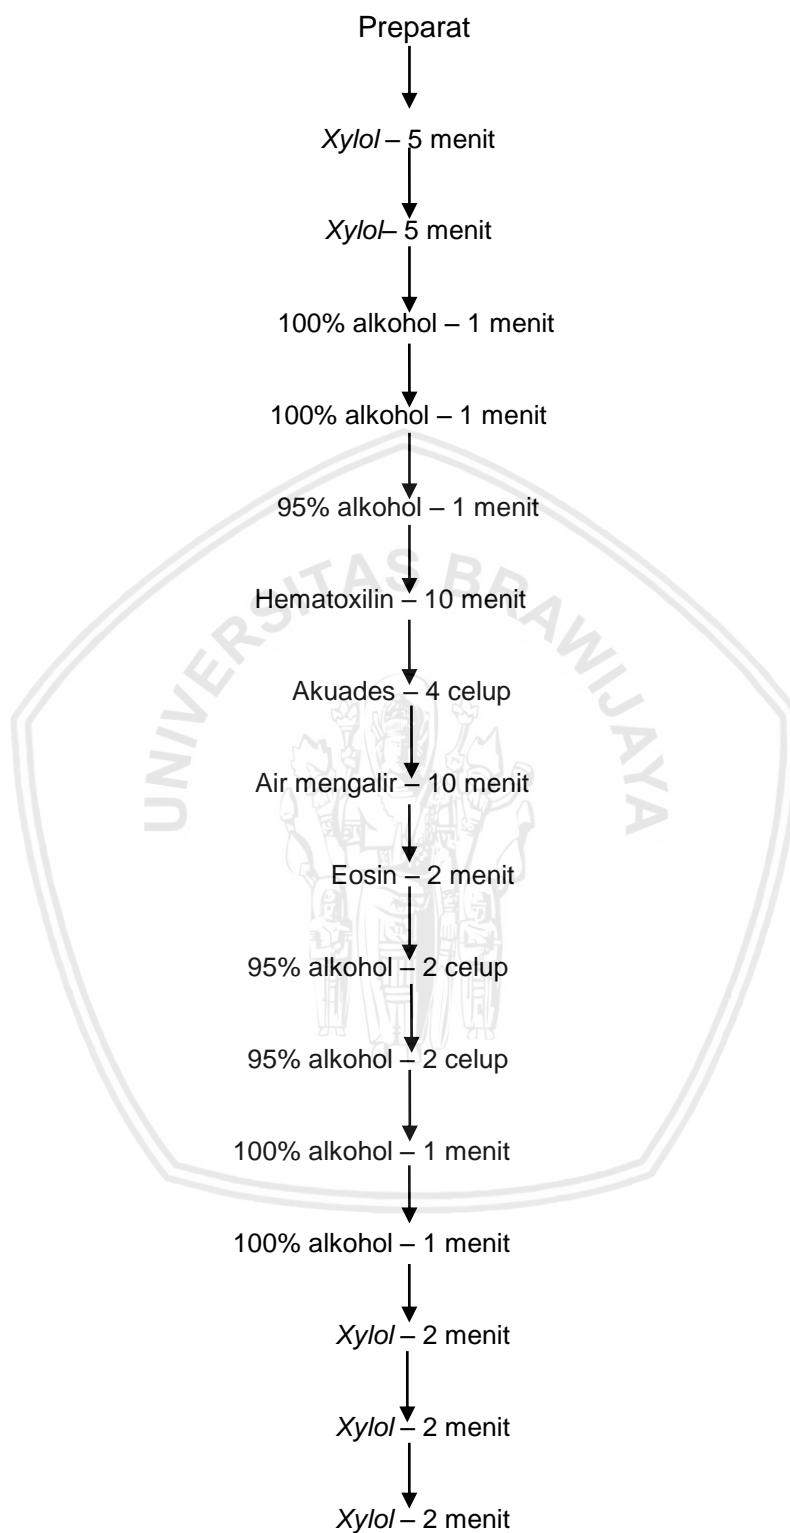 Preparat
Xylol – 5 menit
Xylol– 5 menit
100% alkohol – 1 menit
100% alkohol – 1 menit
95% alkohol – 1 menit
UNIVERSITAS BRAWIJAYA
Hematoxilin – 10 menit
Akuades – 4 celup
Air mengalir – 10 menit
Eosin – 2 menit
95% alkohol – 2 celup
95% alkohol – 2 celup
100% alkohol – 1 menit
100% alkohol – 1 menit
Xylol – 2 menit
Xylol – 2 menit
Xylol – 2 menit